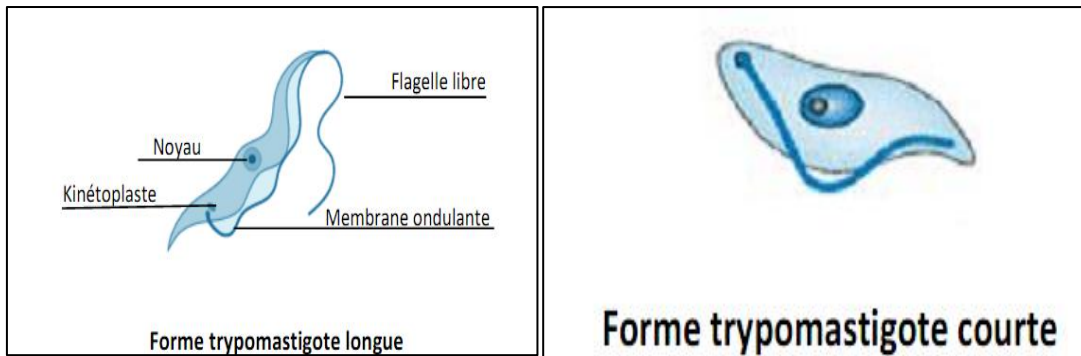 Flagelle libre
Noyau
Kinétoplaste
Membrane ondulante
Forme trypomastigote longue
Forme trypomastigote courte